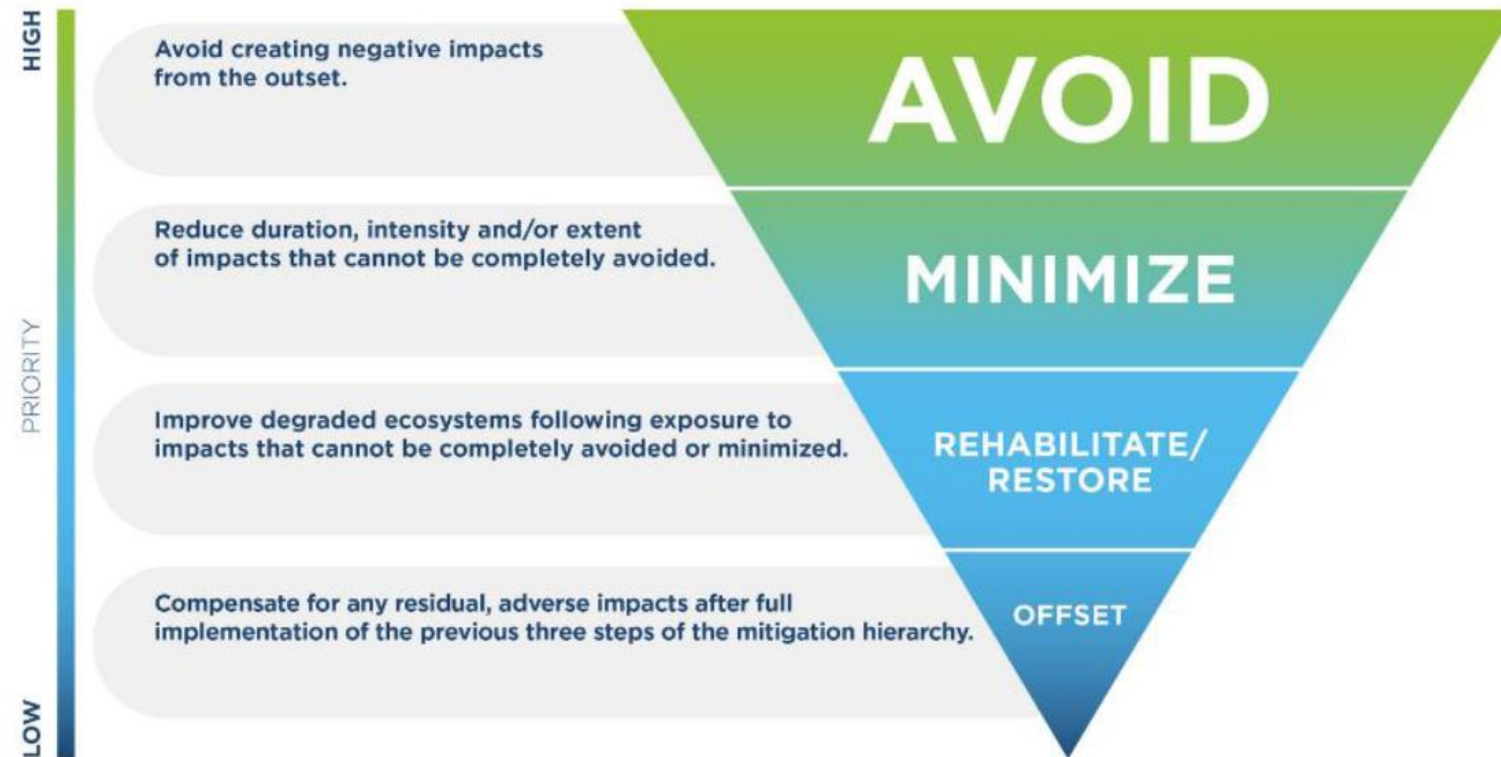 HIGH
PRIORITY
LOW
Avoid creating negative impacts
from the outset.
AVOID
Reduce duration, intensity and/or extent
of impacts that cannot be completely avoided.
MINIMIZE
Improve degraded ecosystems following exposure to
impacts that cannot be completely avoided or minimized.
REHABILITATE/
RESTORE
Compensate for any residual, adverse impacts after full
implementation of the previous three steps of the mitigation hierarchy.
OFFSET